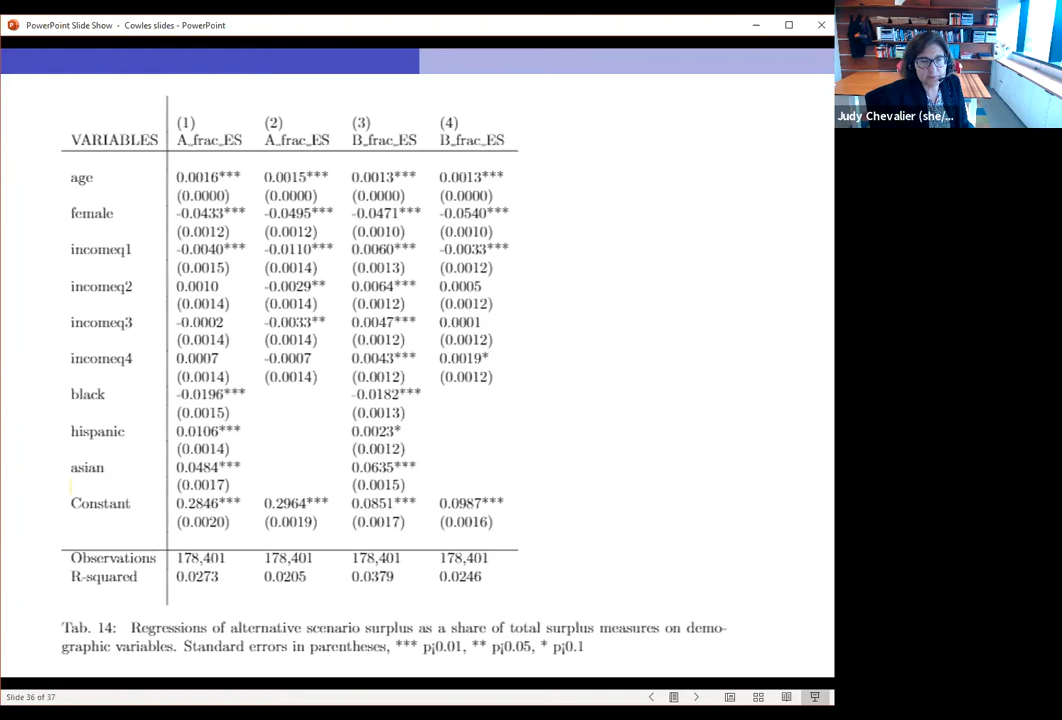 PowerPoint Slide Show - Cowles slides - PowerPoint
Judy Chevalier (she/...
(1) (2) (3) (4)
VARIABLES A_frac_ES A_frac_ES B_frac_ES B_frac_ES
age 0.0016*** 0.0015*** 0.0013*** 0.0013***
(0.0000) (0.0000) (0.0000) (0.0000)
female -0.0433*** -0.0495*** -0.0471*** -0.0540***
(0.0012) (0.0012) (0.0010) (0.0010)
incomeq1 -0.0040*** -0.0110*** 0.0060*** -0.0033***
(0.0015) (0.0014) (0.0013) (0.0012)
incomeq2 0.0010 -0.0029** 0.0064*** 0.0005
(0.0014) (0.0014) (0.0012) (0.0012)
incomeq3 -0.0002 -0.0033** 0.0047*** 0.0001
(0.0014) (0.0014) (0.0012) (0.0012)
incomeq4 0.0007 -0.0007 0.0043*** 0.0019*
(0.0014) (0.0014) (0.0012) (0.0012)
black -0.0196*** -0.0182***
(0.0015) (0.0013)
hispanic 0.0106*** 0.0023*
(0.0014) (0.0012)
asian 0.0484*** 0.0635***
(0.0017) (0.0015)
Constant 0.2846*** 0.2964*** 0.0851*** 0.0987***
(0.0020) (0.0019) (0.0017) (0.0016)
Observations 178,401 178,401 178,401 178,401
R-squared 0.0273 0.0205 0.0379 0.0246
Tab. 14: Regressions of alternative scenario surplus as a share of total surplus measures on demo-
graphic variables. Standard errors in parentheses, *** p¡0.01, ** p¡0.05, * p¡0.1
Slide 36 of 37